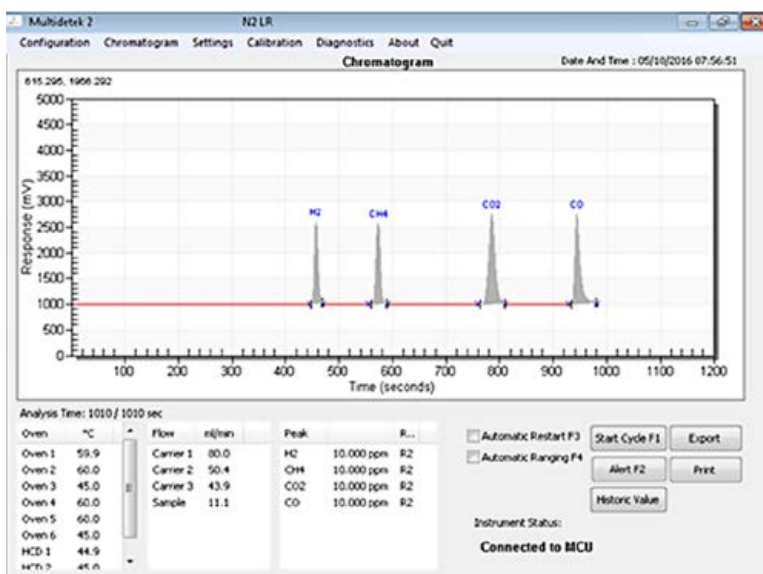 Multidetek 2 N2 LR
Configuration Chromatogram Settings Calibration Diagnostics About Quit
Chromatogram Date And Time : 05/10/2016 07:56:51
615.295, 1966.292
5000
4500
4000
3500
3000
2500
2000
1500
1000
500
0
Response (mV)
H2 CH4 CO2 CO
100 200 300 400 500 600 700 800 900 1000 1100 1200
Time (seconds)
Analysis Time: 1010 / 1010 sec
Oven °C
Oven 1 59.9
Oven 2 60.0
Oven 3 45.0
Oven 4 60.0
Oven 5 60.0
Oven 6 45.0
HCD 1 44.9
HCD 2 45.0
Flow ml/min
Carrier 1 80.0
Carrier 2 50.4
Carrier 3 43.9
Sample 11.1
Peak R...
H2 10.000 ppm R2
CH4 10.000 ppm R2
CO2 10.000 ppm R2
CO 10.000 ppm R2
Automatic Restart F3
Automatic Ranging F4
Start Cycle F1 Export
Alert F2 Print
Historic Value
Instrument Status:
Connected to MCU